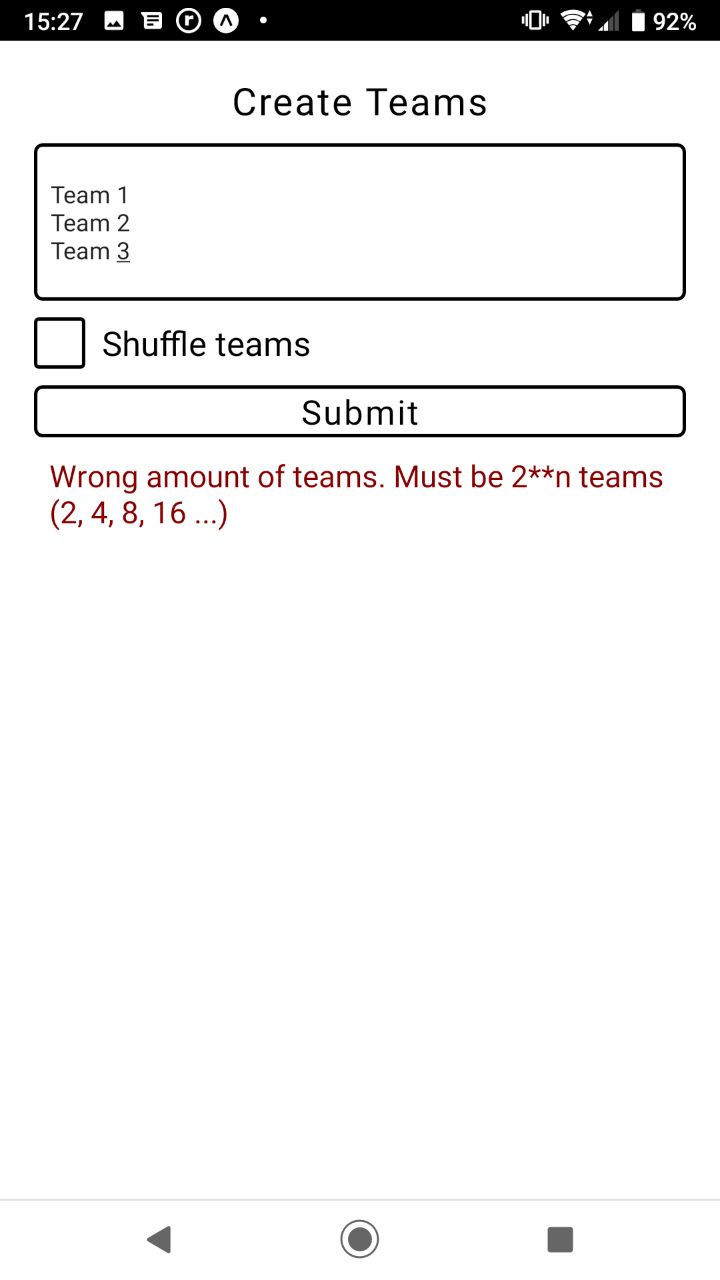 15:27 92%
Create Teams
Team 1
Team 2
Team 3
Shuffle teams
Submit
Wrong amount of teams. Must be 2**n teams
(2, 4, 8, 16 ...)